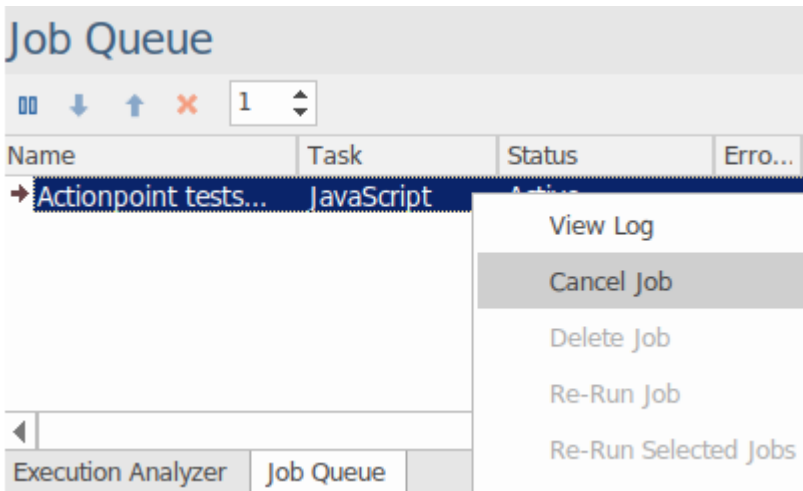 Job Queue
1
Name Task Status Erro...
Actionpoint tests... JavaScript Active
View Log
Cancel Job
Delete Job
Re-Run Job
Re-Run Selected Jobs
Execution Analyzer Job Queue